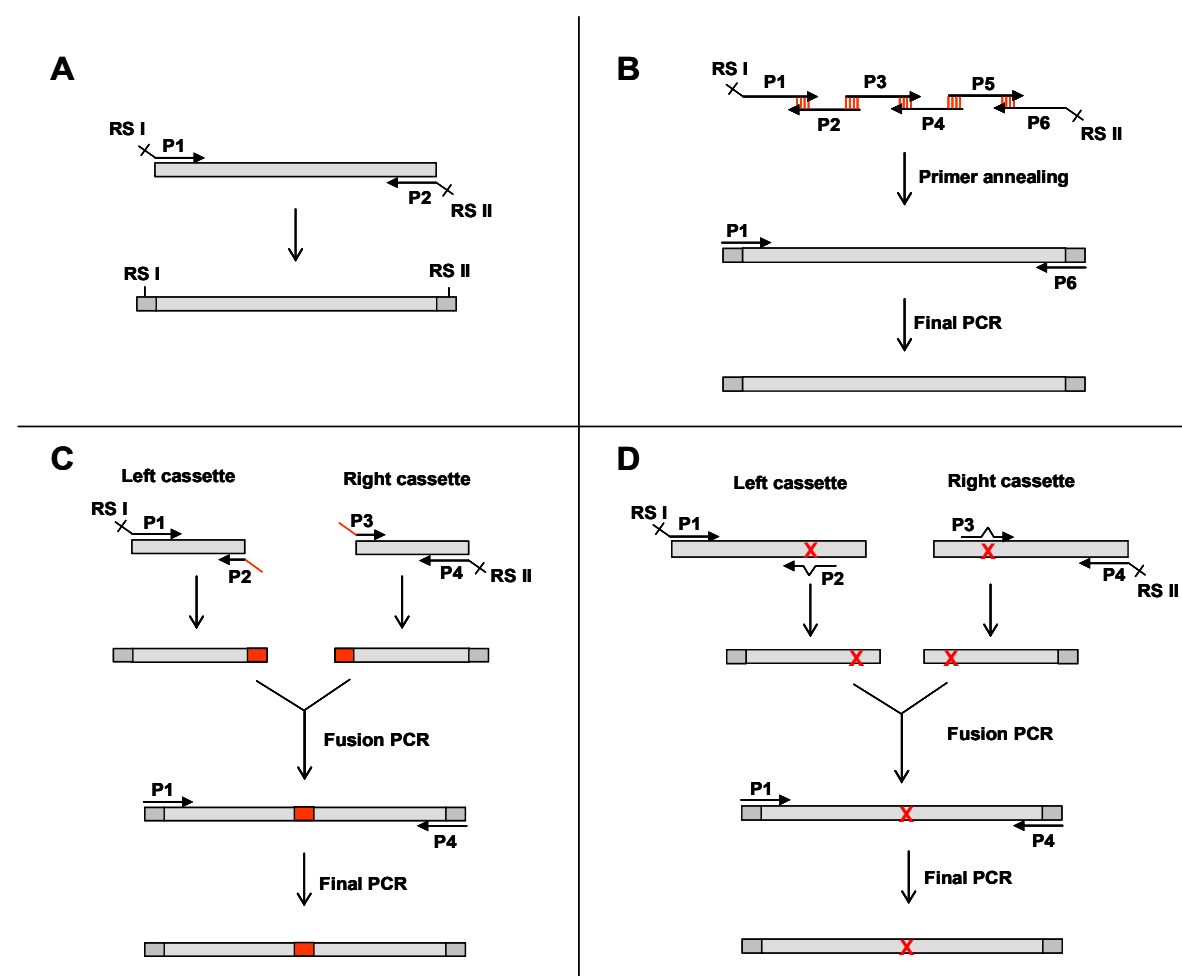 A
RS I
P1
P2
RS II
RS I
RS II
B
RS I
P1
P3
P5
P2
P4
P6
RS II
Primer annealing
P1
P6
Final PCR
C
Left cassette
Right cassette
RS I
P1
P3
P2
P4
RS II
Fusion PCR
P1
P4
Final PCR
D
Left cassette
Right cassette
RS I
P1
P3
X
X
P2
P4
RS II
X
X
Fusion PCR
P1
X
P4
Final PCR
X